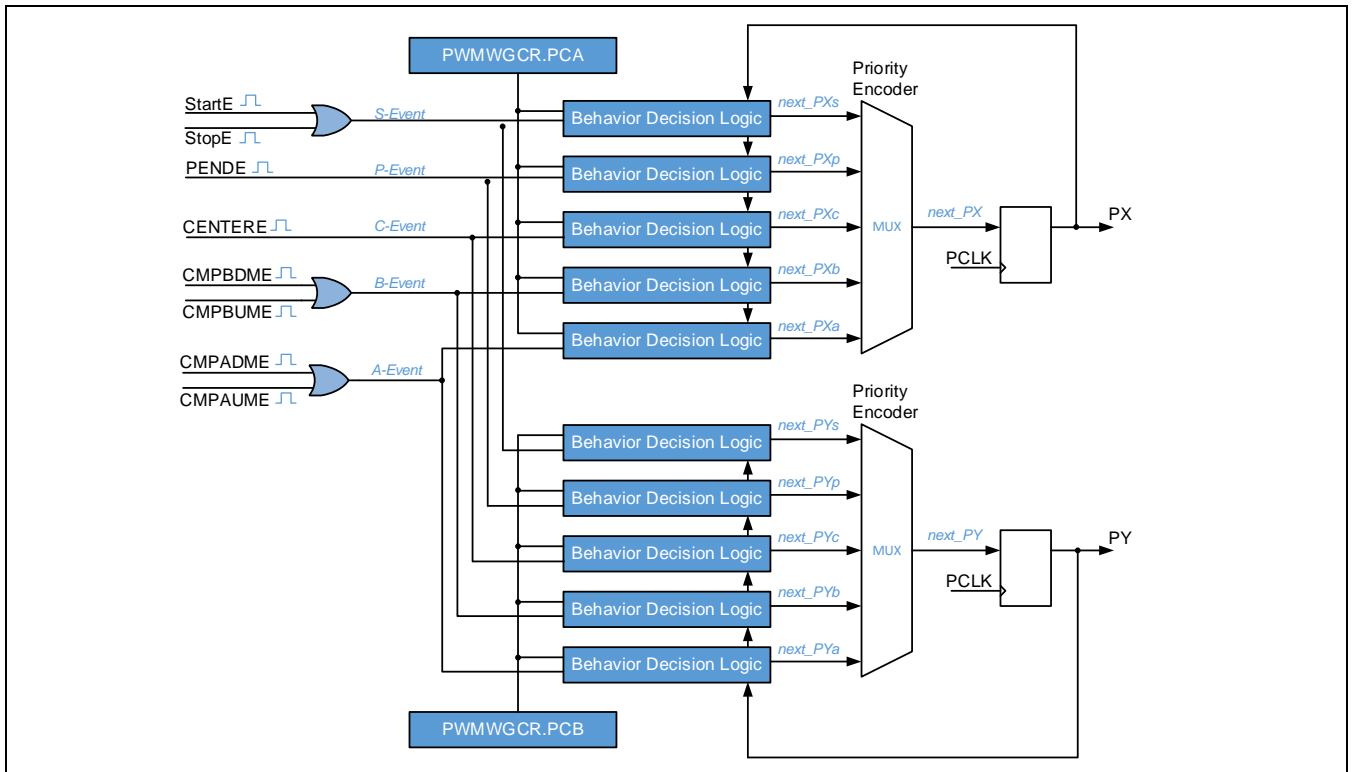 PWMWGCR.PCA
StartE
StopE
S-Event
PENDE
P-Event
CENTERE
C-Event
CMPBDME
CMPBUME
B-Event
CMPADME
CMPAUME
A-Event
Behavior Decision Logic
next_PXs
Behavior Decision Logic
next_PXp
Behavior Decision Logic
next_PXc
Behavior Decision Logic
next_PXb
Behavior Decision Logic
next_PXa
Priority
Encoder
MUX
next_PX
PCLK
PX
Behavior Decision Logic
next_PYs
Behavior Decision Logic
next_PYp
Behavior Decision Logic
next_PYc
Behavior Decision Logic
next_PYb
Behavior Decision Logic
next_PYa
Priority
Encoder
MUX
next_PY
PCLK
PY
PWMWGCR.PCB